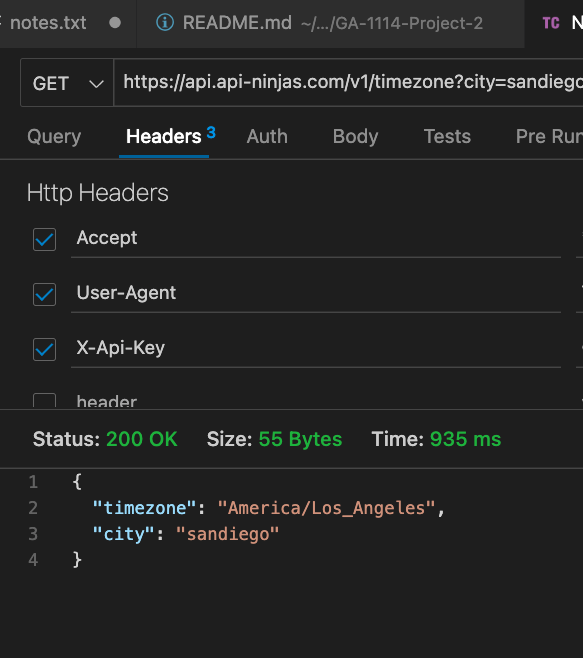 notes.txt ● ⓘ README.md ~/.../GA-1114-Project-2 TC N
GET https://api.api-ninjas.com/v1/timezone?city=sandiego
Query Headers 3 Auth Body Tests Pre Run
Http Headers
Accept
User-Agent
X-Api-Key
header
Status: 200 OK Size: 55 Bytes Time: 935 ms
1 {
2 "timezone": "America/Los_Angeles",
3 "city": "sandiego"
4 }